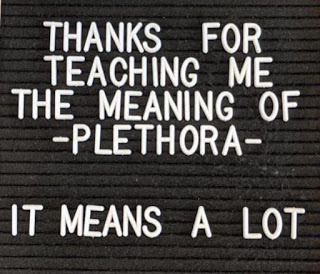 THANKS FOR
TEACHING ME
THE MEANING OF
-PLETHORA-
IT MEANS A LOT